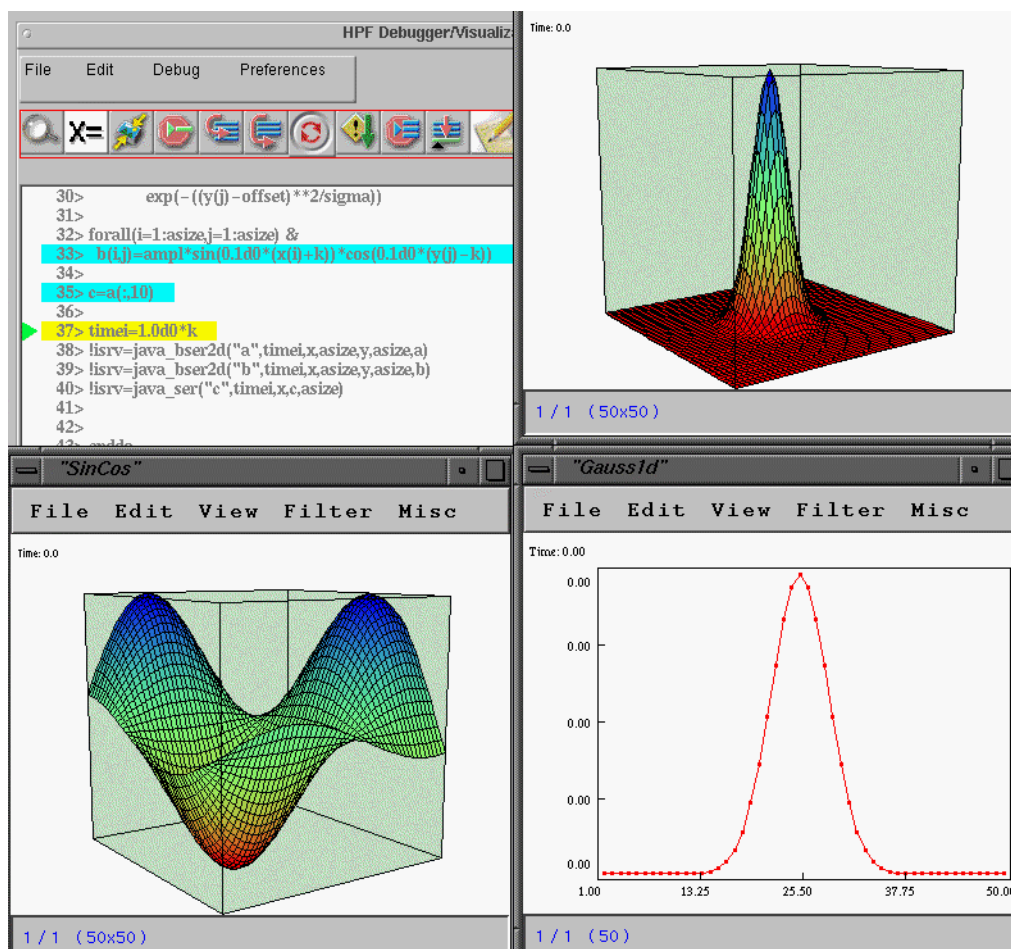 HPF Debugger/Visualiz
File Edit Debug Preferences
X=
30> exp(-((y(j)-offset)**2/sigma))
31>
32> forall(i=1:asize,j=1:asize) &
33> b(i,j)=ampl*sin(0.1d0*(x(i)+k))*cos(0.1d0*(y(j)-k))
34>
35> c=a(:,10)
36>
37> timei=1.0d0*k
38> !isrv=java_bser2d("a",timei,x,asize,y,asize,a)
39> !isrv=java_bser2d("b",timei,x,asize,y,asize,b)
40> !isrv=java_ser("c",timei,x,c,asize)
41>
42>
43> enddo
Time: 0.0
1 / 1 (50x50)
"SinCos"
File Edit View Filter Misc
Time: 0.0
1 / 1 (50x50)
"Gauss1d"
File Edit View Filter Misc
Time: 0.00
0.00
0.00
0.00
0.00
0.00
1.00 13.25 25.50 37.75 50.00
1 / 1 (50)